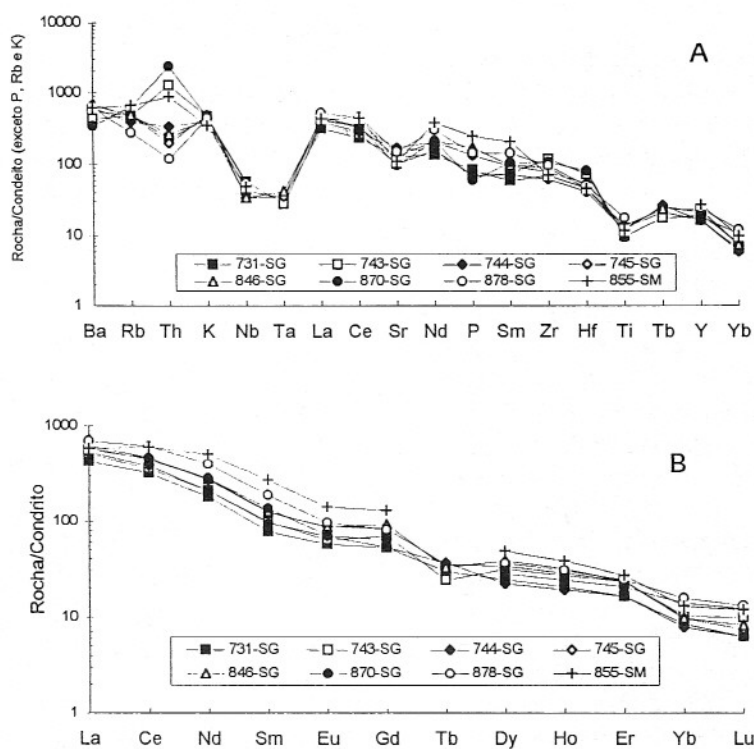 A
Rocha/Condeito (exceto P, Rb e K)
10000
1000
100
10
1
731-SG 743-SG 744-SG 745-SG
846-SG 870-SG 878-SG 855-SM
Ba Rb Th K Nb Ta La Ce Sr Nd P Sm Zr Hf Ti Tb Y Yb
B
Rocha/Condrito
1000
100
10
1
731-SG 743-SG 744-SG 745-SG
846-SG 870-SG 878-SG 855-SM
La Ce Nd Sm Eu Gd Tb Dy Ho Er Yb Lu